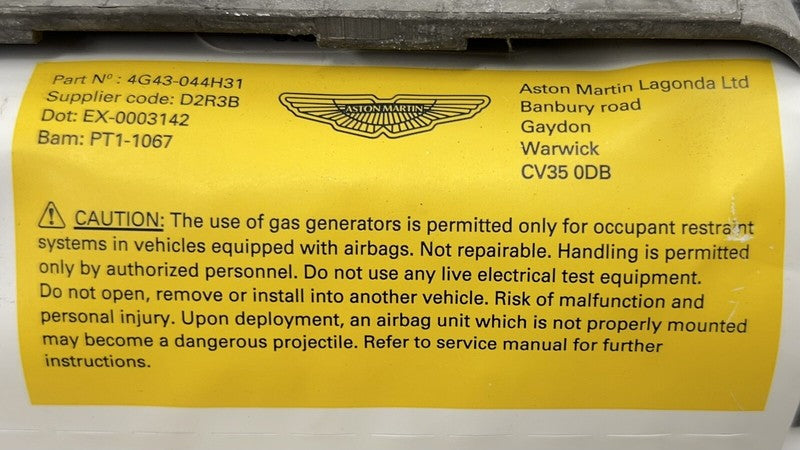 Part Nº : 4G43-044H31
Supplier code: D2R3B
Dot: EX-0003142
Bam: PT1-1067
ASTON MARTIN
Aston Martin Lagonda Ltd
Banbury road
Gaydon
Warwick
CV35 0DB
CAUTION: The use of gas generators is permitted only for occupant restraint
systems in vehicles equipped with airbags. Not repairable. Handling is permitted
only by authorized personnel. Do not use any live electrical test equipment.
Do not open, remove or install into another vehicle. Risk of malfunction and
personal injury. Upon deployment, an airbag unit which is not properly mounted
may become a dangerous projectile. Refer to service manual for further
instructions.